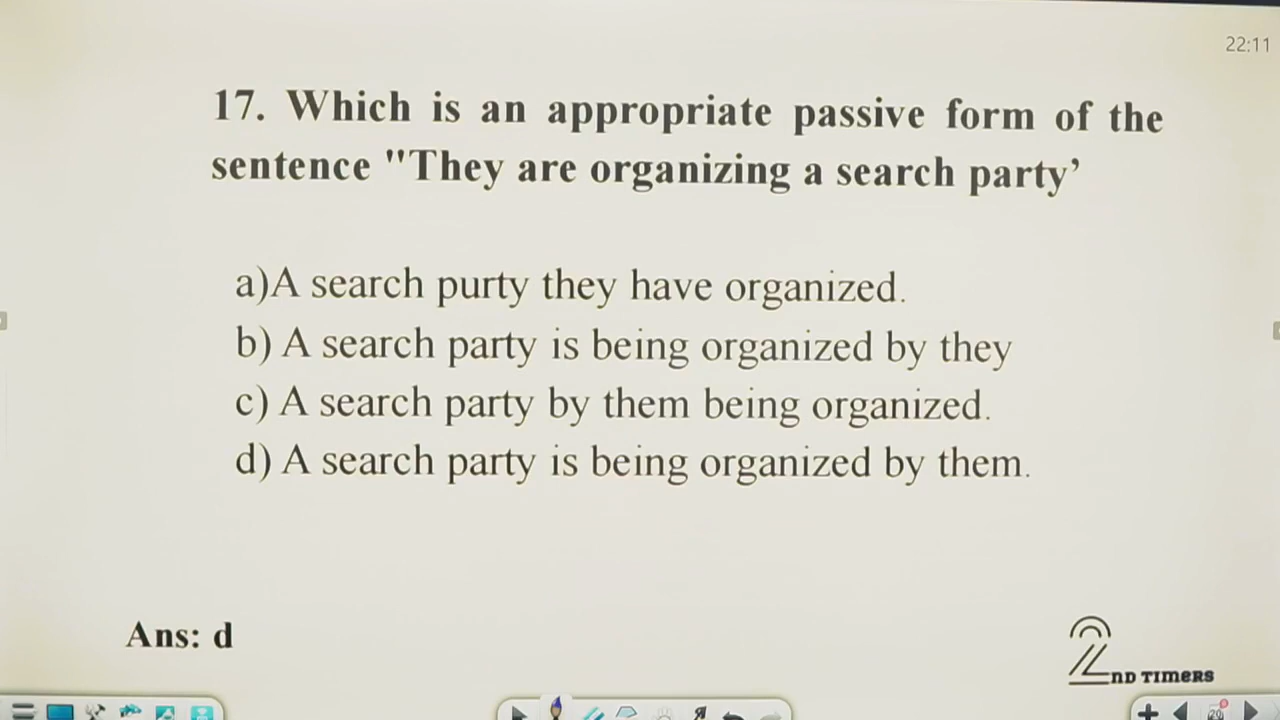 22:11
17. Which is an appropriate passive form of the
sentence "They are organizing a search party’
a)A search purty they have organized.
b) A search party is being organized by they
c) A search party by them being organized.
d) A search party is being organized by them.
Ans: d
2ND TIMERS